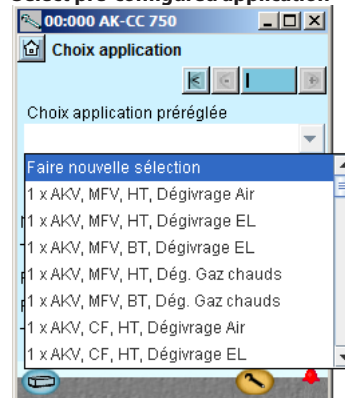 Select pre-configured application
00:000 AK-CC 750
Choix application
Choix application préréglée
Faire nouvelle sélection
1 x AKV, MFV, HT, Dégivrage Air
1 x AKV, MFV, HT, Dégivrage EL
1 x AKV, MFV, BT, Dégivrage EL
1 x AKV, MFV, HT, Dég. Gaz chauds
1 x AKV, MFV, BT, Dég. Gaz chauds
1 x AKV, CF, HT, Dégivrage Air
1 x AKV, CF, HT, Dégivrage EL